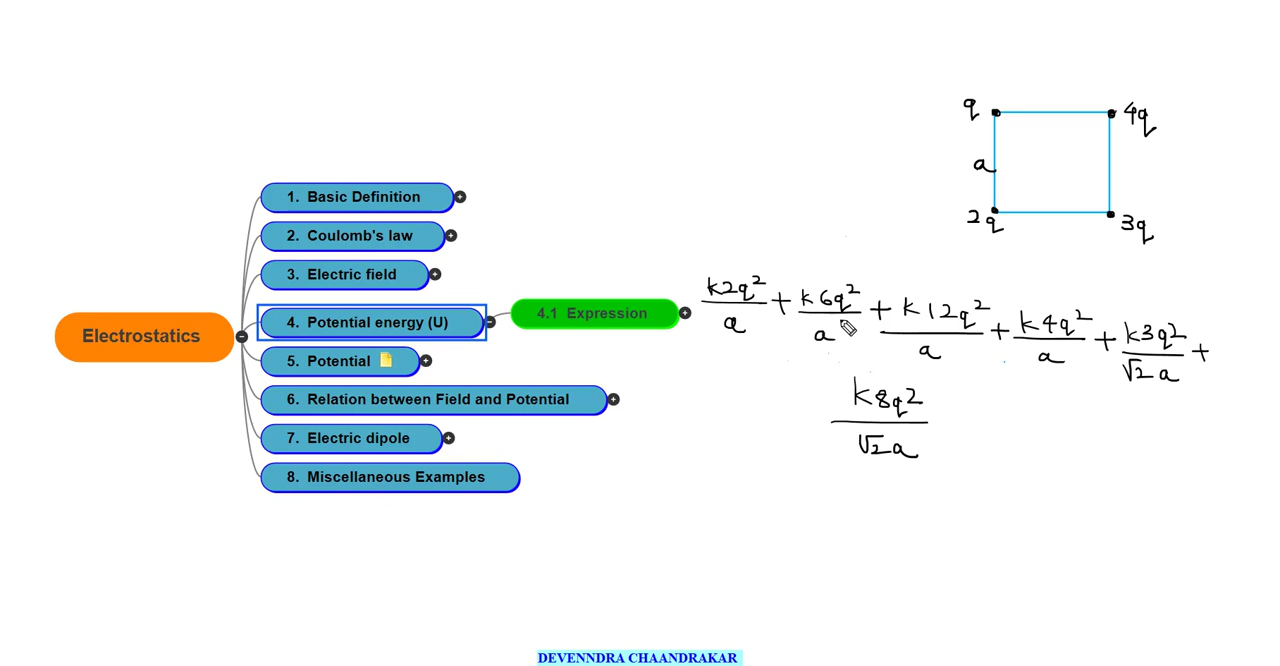 q 4q
a
2q 3q
1. Basic Definition
2. Coulomb's law
3. Electric field
4. Potential energy (U)
4.1 Expression
5. Potential
6. Relation between Field and Potential
7. Electric dipole
8. Miscellaneous Examples
Electrostatics
k2q²/a + k6q²/a + k12q²/a + k4q²/a + k3q2/√2 a +
k8q2/√2a
DEVENNDRA CHAANDRAKAR